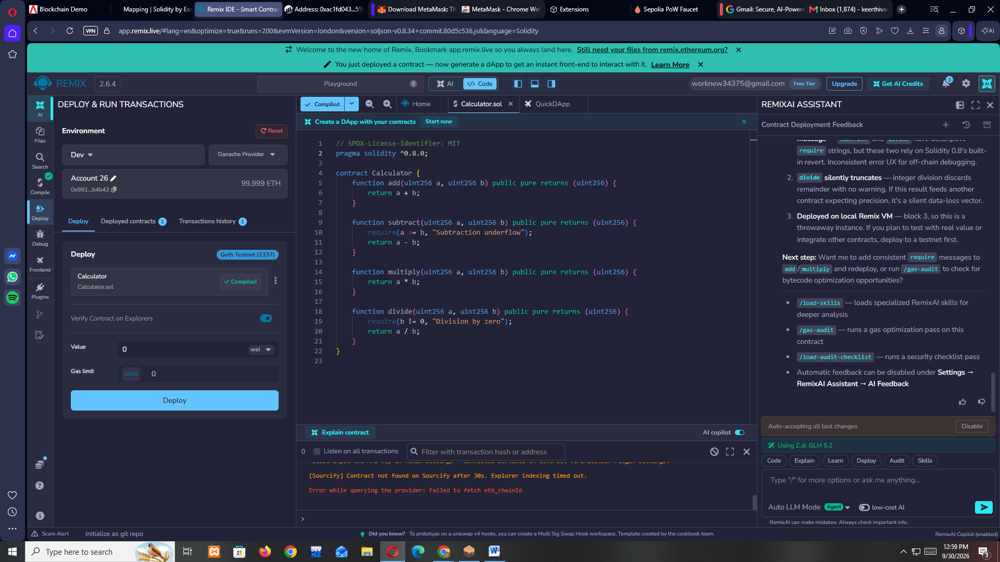 Blockchain Demo
Mapping | Solidity by Exa
Remix IDE - Smart Contrac
Address: 0xac1fd043...55
Download MetaMask: Th
MetaMask - Chrome Web
Extensions
Sepolia PoW Faucet
Gmail: Secure, AI-Powere
Inbox (1,874) - keerthivar
VPN
app.remix.live/#lang=en&optimize=true&runs=200&evmVersion=london&version=soljson-v0.8.34+commit.80d5c536.js&language=Solidity
AI
Welcome to the new home of Remix. Bookmark app.remix.live so you always land here. Still need your files from remix.ethereum.org?
You just deployed a contract — now generate a dApp to get an instant front-end to interact with it. Learn More
REMIX
2.6.4
Playground
AI
</> Code
worknew34375@gmail.com
Free Tier
Upgrade
Get AI Credits
3
AI
AI
Files
Search
Compile
Deploy
Debug
Frontend
Plugins
DEPLOY & RUN TRANSACTIONS
Environment
Reset
Dev
Ganache Provider
Account 26
0x981...b4b43
99.999 ETH
Deploy
Deployed contracts 1
Transactions history 1
Deploy
Geth Testnet (1337)
Calculator
Calculator.sol
Compiled
Verify Contract on Explorers
Value
0
wei
Gas limit
auto
0
Deploy
Compiled
Home
Calculator.sol
QuickDApp
Create a DApp with your contracts
Start now
1 // SPDX-License-Identifier: MIT
2 pragma solidity ^0.8.0;
3
4 contract Calculator {
5 function add(uint256 a, uint256 b) public pure returns (uint256) {
6 return a + b;
7 }
8
9 function subtract(uint256 a, uint256 b) public pure returns (uint256) {
10 require(a >= b, "Subtraction underflow");
11 return a - b;
12 }
13
14 function multiply(uint256 a, uint256 b) public pure returns (uint256) {
15 return a * b;
16 }
17
18 function divide(uint256 a, uint256 b) public pure returns (uint256) {
19 require(b != 0, "Division by zero");
20 return a / b;
21 }
22 }
23
Explain contract
AI copilot
0
Listen on all transactions
Filter with transaction hash or address
[Sourcify] Contract not found on Sourcify after 30s. Explorer indexing timed out.
Error while querying the provider: Failed to fetch eth_chainId
>
REMIXAI ASSISTANT
Contract Deployment Feedback
message — subtract and divide have descriptive
require strings, but these two rely on Solidity 0.8's built-
in revert. Inconsistent error UX for off-chain debugging.
2. divide silently truncates — integer division discards
remainder with no warning. If this result feeds another
contract expecting precision, it's a silent data-loss vector.
3. Deployed on local Remix VM — block 3, so this is a
throwaway instance. If you plan to test with real value or
integrate other contracts, deploy to a testnet first.
Next step: Want me to add consistent require messages to
add/multiply and redeploy, or run /gas-audit to check for
bytecode optimization opportunities?
• /load-skills — loads specialized RemixAI skills for
deeper analysis
• /gas-audit — runs a gas optimization pass on this
contract
• /load-audit-checklist — runs a security checklist pass
• Automatic feedback can be disabled under Settings →
RemixAI Assistant → AI Feedback
Auto-accepting all tool changes
Disable
Using Z.ai: GLM 5.2
Code
Explain
Learn
Deploy
Audit
Skills
Type "/" for more options or ask me anything...
Auto LLM Mode
Agent
low-cost AI
RemixAI can make mistakes. Always check important info.
Scam Alert
Initialize as git repo
Did you know? To prototype on a uniswap v4 hooks, you can create a Multi Sig Swap Hook workspace. Template created by the cookbook team.
RemixAI Copilot (enabled)
Type here to search
DEV
12:59 PM
9/30/2026
3